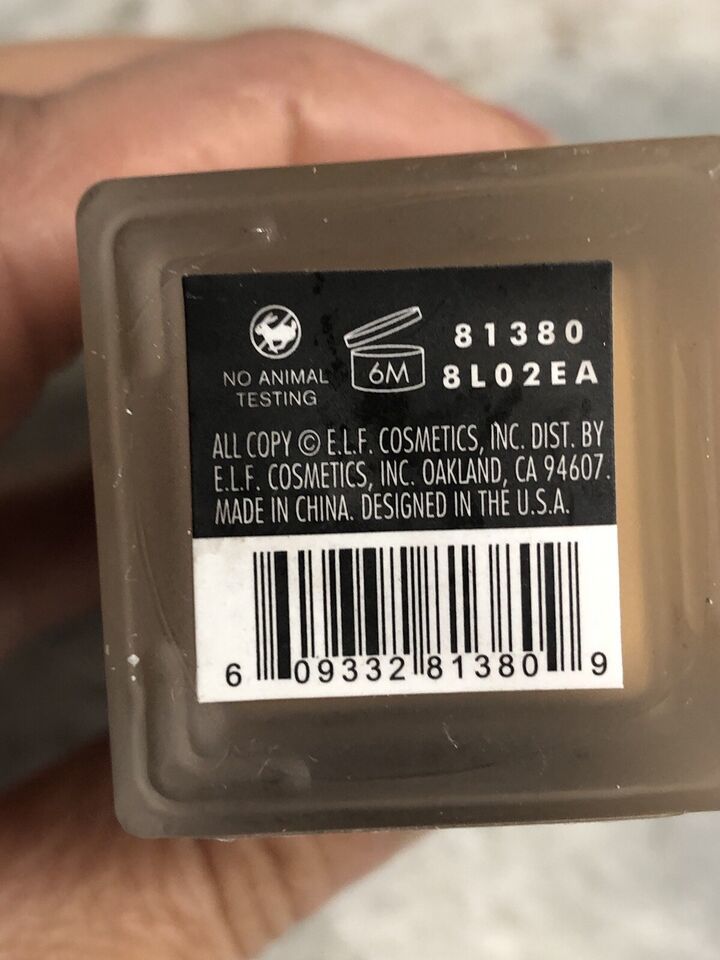 NO ANIMAL
TESTING
6M
81380
8L02EA
ALL COPY © E.L.F. COSMETICS, INC. DIST. BY
E.L.F. COSMETICS, INC. OAKLAND, CA 94607.
MADE IN CHINA. DESIGNED IN THE U.S.A.
6 09332 81380 9